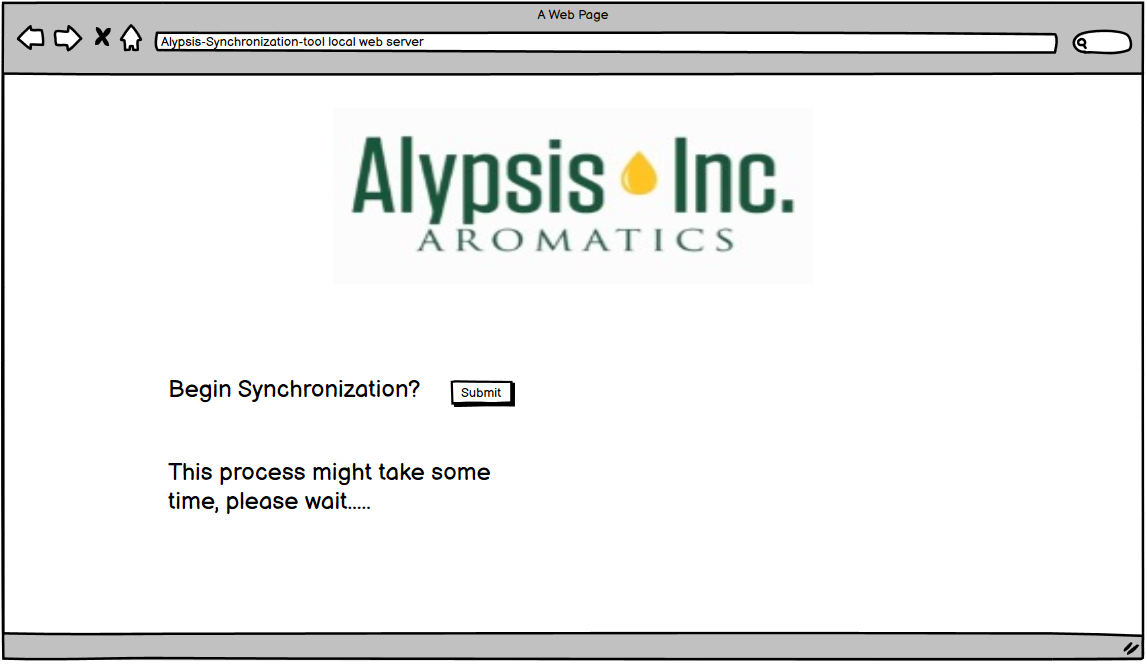 A Web Page
Alypsis-Synchronization-tool local web server
Alypsis Inc.
AROMATICS
Begin Synchronization?
Submit
This process might take some
time, please wait.....